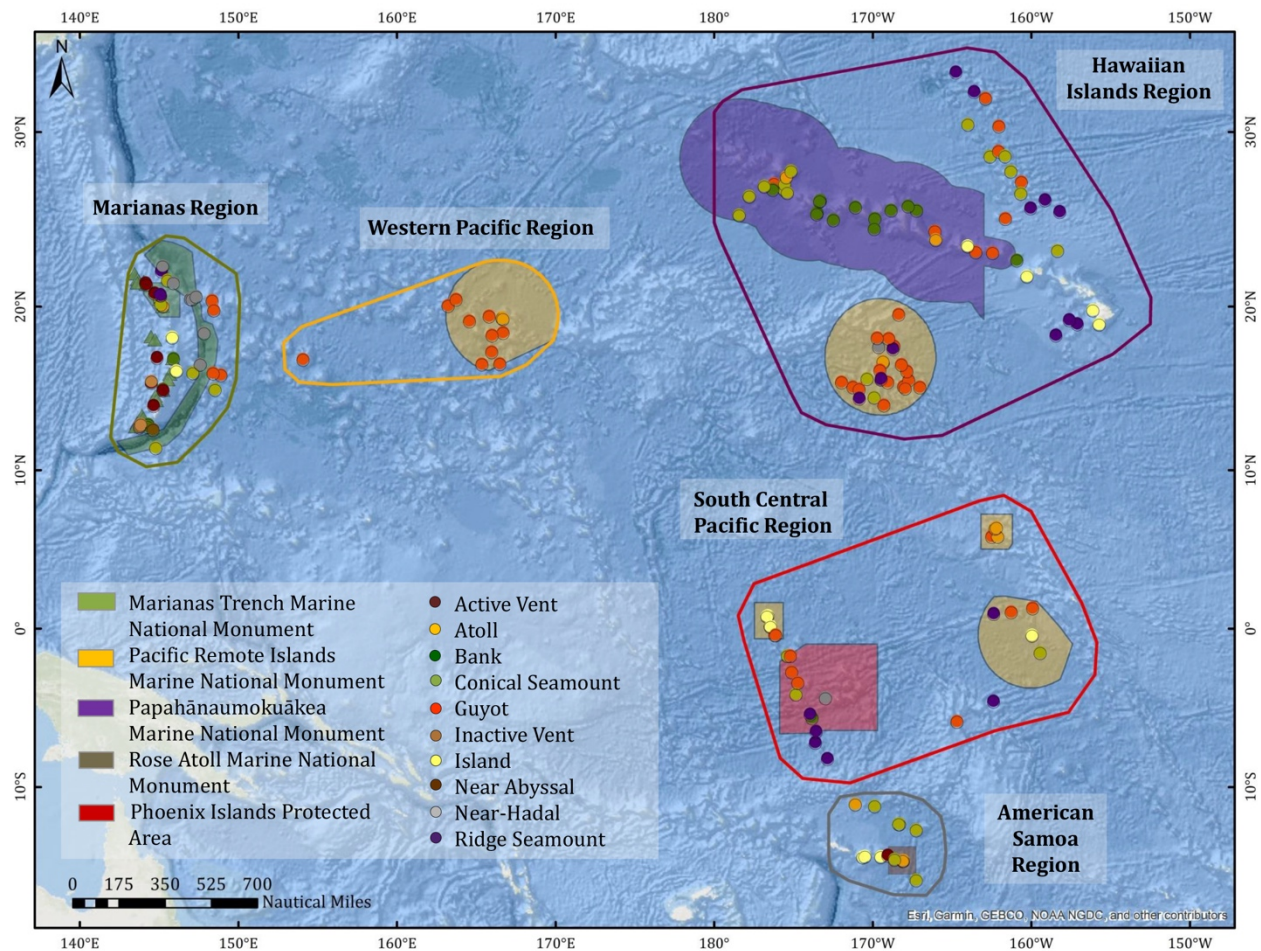 140°E 150°E 160°E 170°E 180° 170°W 160°W 150°W
N
Hawaiian
Islands Region
30°N
30°N
Marianas Region
Western Pacific Region
20°N
20°N
10°N
10°N
South Central
Pacific Region
0°
0°
10°S
10°S
Marianas Trench Marine
National Monument
Pacific Remote Islands
Marine National Monument
Papahānaumokuākea
Marine National Monument
Rose Atoll Marine National
Monument
Phoenix Islands Protected
Area
Active Vent
Atoll
Bank
Conical Seamount
Guyot
Inactive Vent
Island
Near Abyssal
Near-Hadal
Ridge Seamount
American
Samoa
Region
0 175 350 525 700
Nautical Miles
Esri, Garmin, GEBCO, NOAA NGDC, and other contributors
140°E 150°E 160°E 170°E 180° 170°W 160°W 150°W